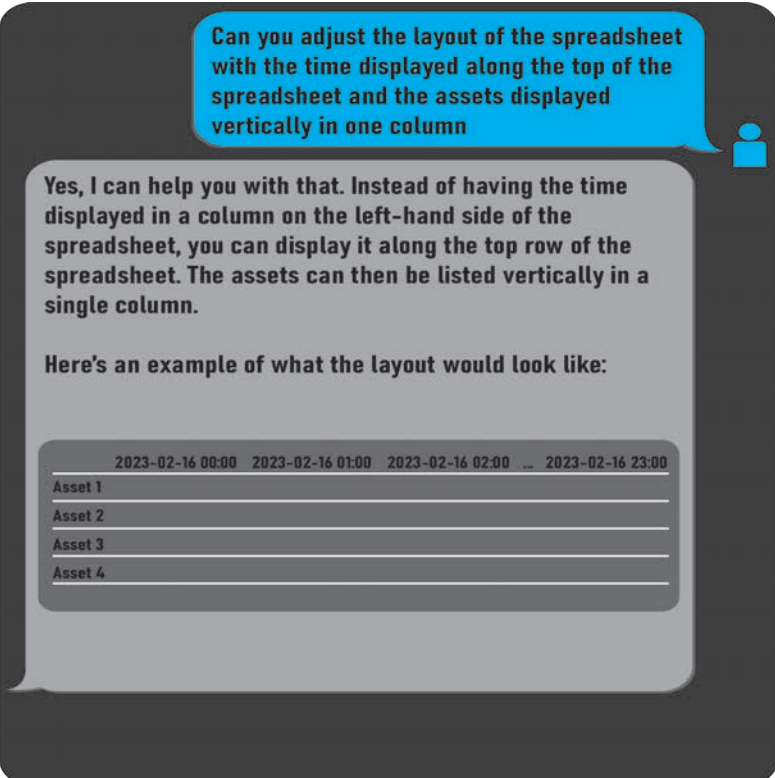 Can you adjust the layout of the spreadsheet
with the time displayed along the top of the
spreadsheet and the assets displayed
vertically in one column
Yes, I can help you with that. Instead of having the time
displayed in a column on the left-hand side of the
spreadsheet, you can display it along the top row of the
spreadsheet. The assets can then be listed vertically in a
single column.
Here's an example of what the layout would look like:
2023-02-16 00:00 2023-02-16 01:00 2023-02-16 02:00 ... 2023-02-16 23:00
Asset 1
Asset 2
Asset 3
Asset 4